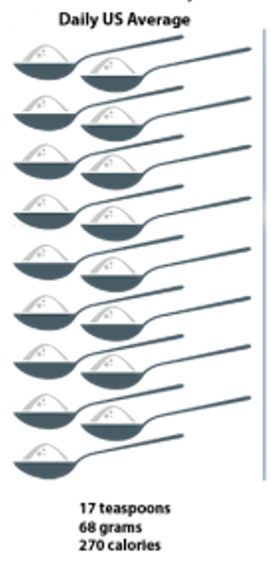 Daily US Average
17 teaspoons
68 grams
270 calories